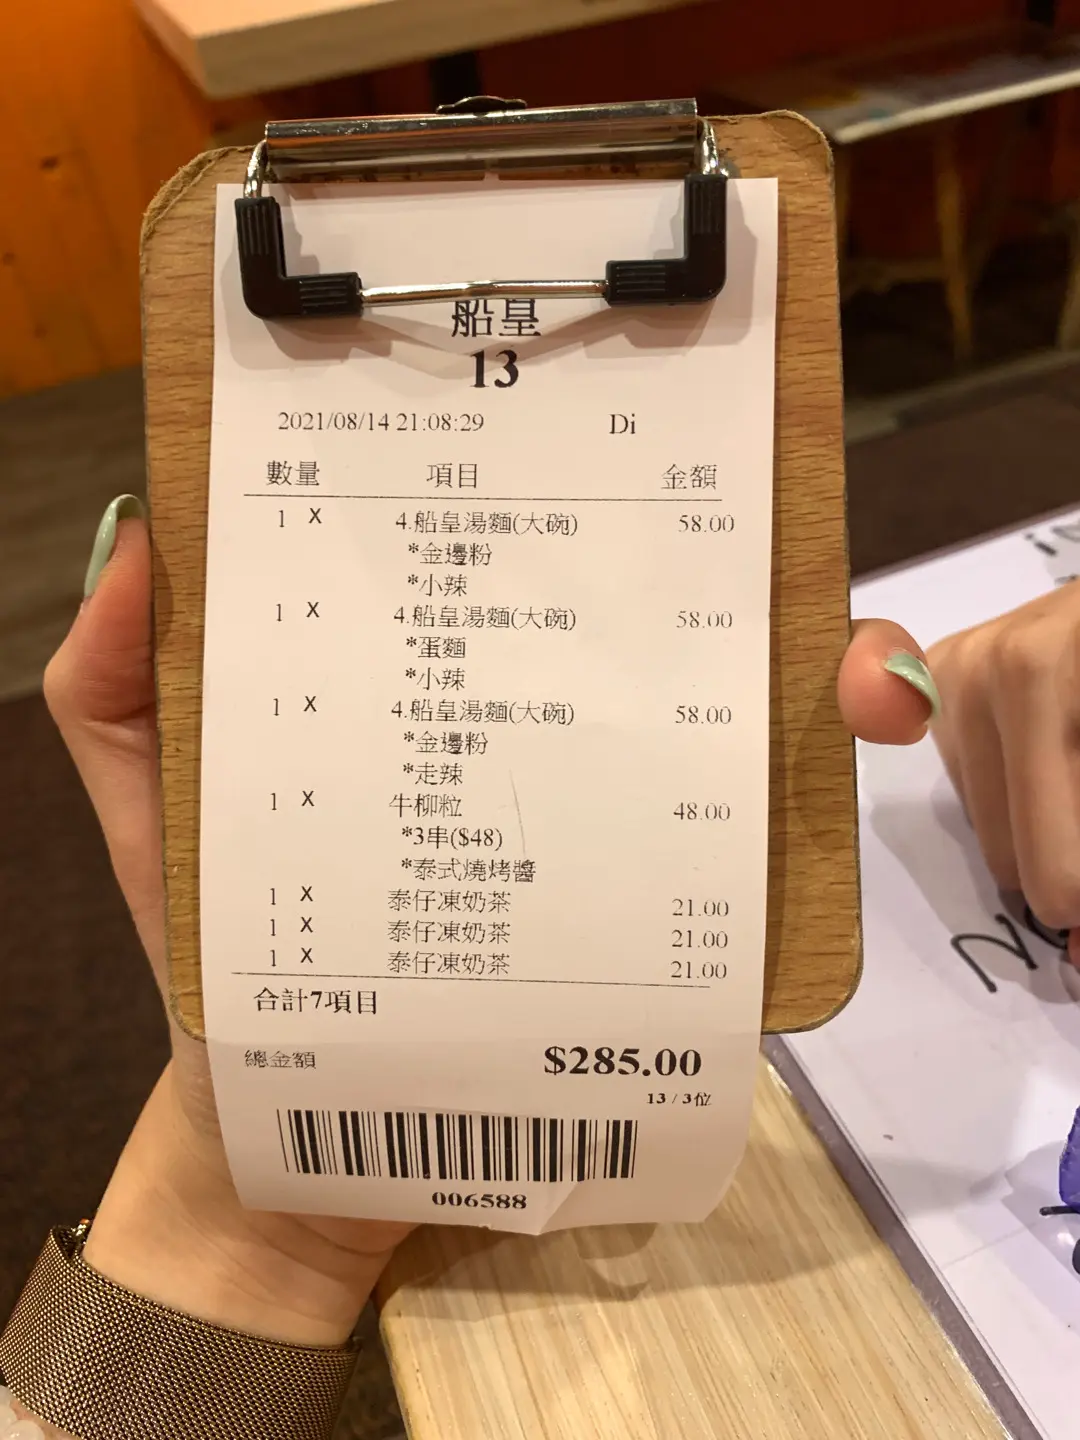 船皇
13
2021/08/14 21:08:29 Di
數量 項目 金額
1 X 4.船皇湯麵(大碗) 58.00
*金邊粉
*小辣
1 X 4.船皇湯麵(大碗) 58.00
*蛋麵
*小辣
1 X 4.船皇湯麵(大碗) 58.00
*金邊粉
*走辣
1 X 牛柳粒 48.00
*3串($48)
*泰式燒烤醬
1 X 泰仔凍奶茶 21.00
1 X 泰仔凍奶茶 21.00
1 X 泰仔凍奶茶 21.00
合計7項目
總金額 $285.00
13 / 3位
006588